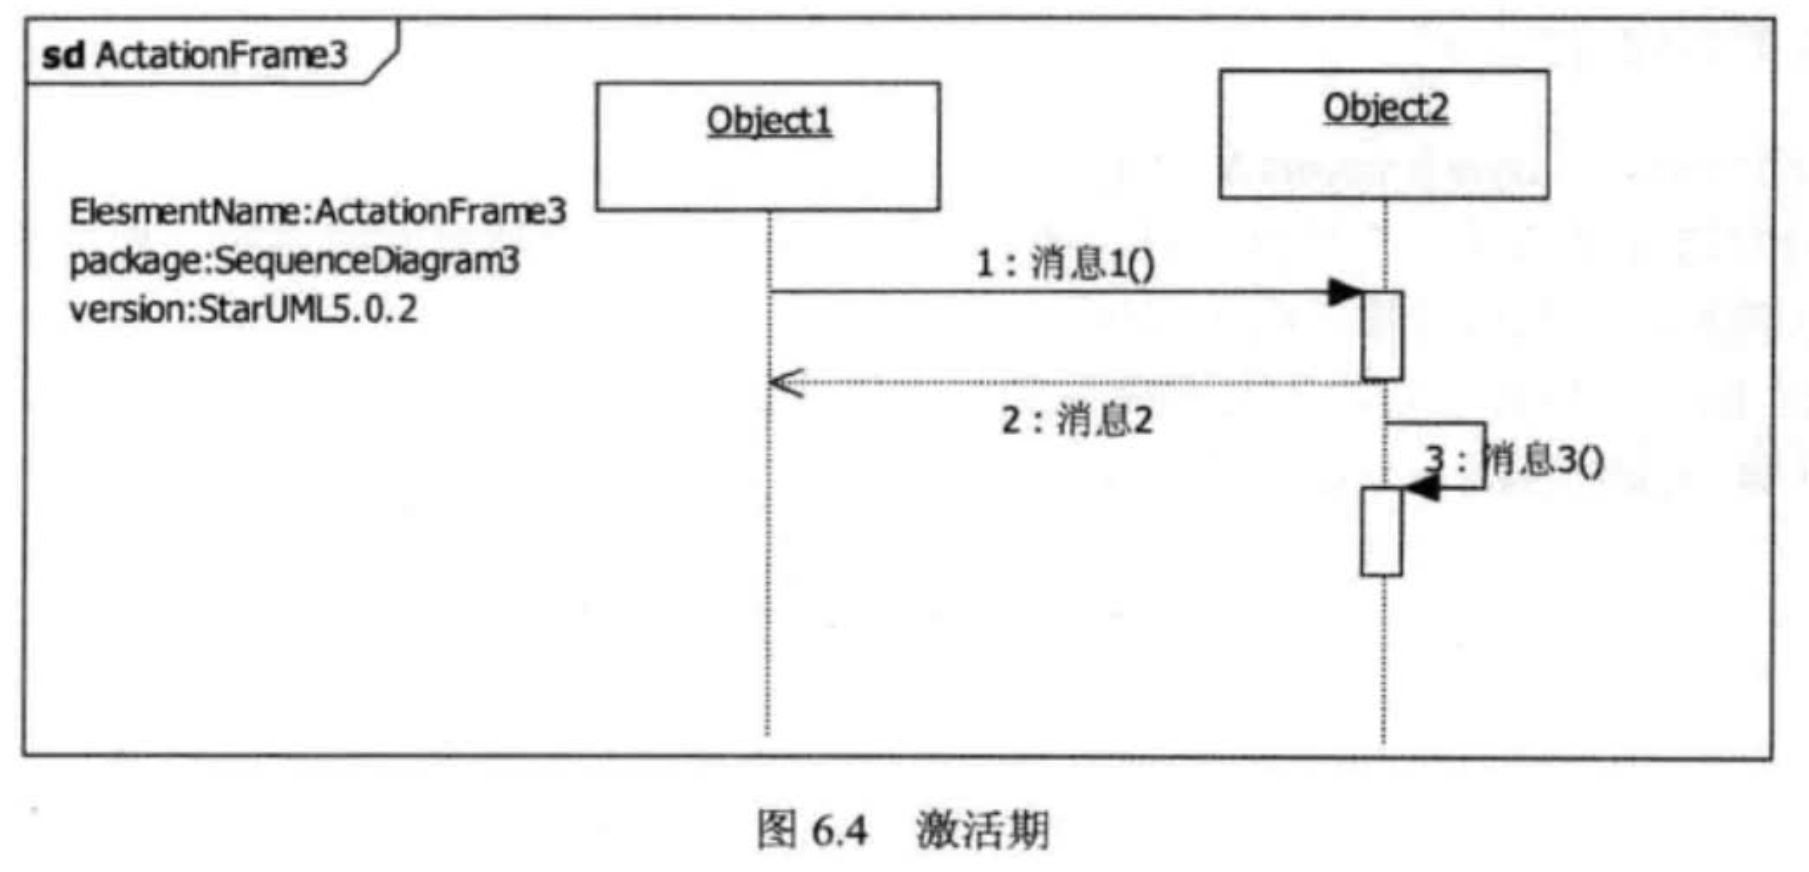 sd ActationFrame3
Object1
Object2
ElesmentName:ActationFrame3
package:SequenceDiagram3
version:StarUML5.0.2
1 : 消息1()
2 : 消息2
3 : 消息3()
图 6.4 激活期